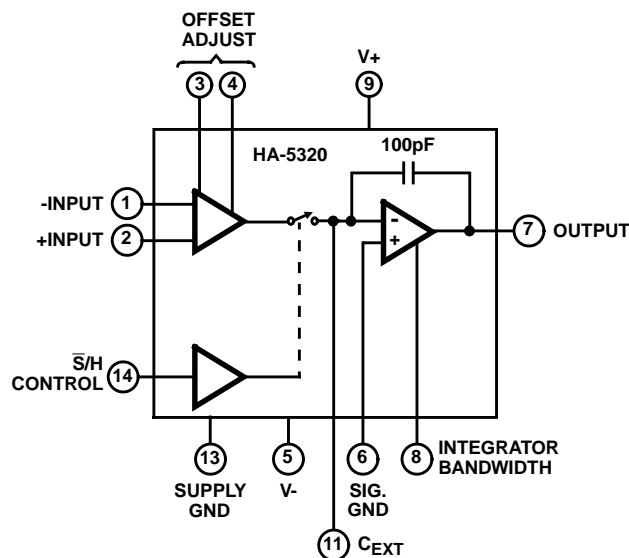 OFFSET
ADJUST
3
4
V+
9
HA-5320
100pF
-INPUT 1
+INPUT 2
-
+
7 OUTPUT
S̅/H
CONTROL 14
13
SUPPLY
GND
5
V-
6
SIG.
GND
8 INTEGRATOR
BANDWIDTH
11 CEXT